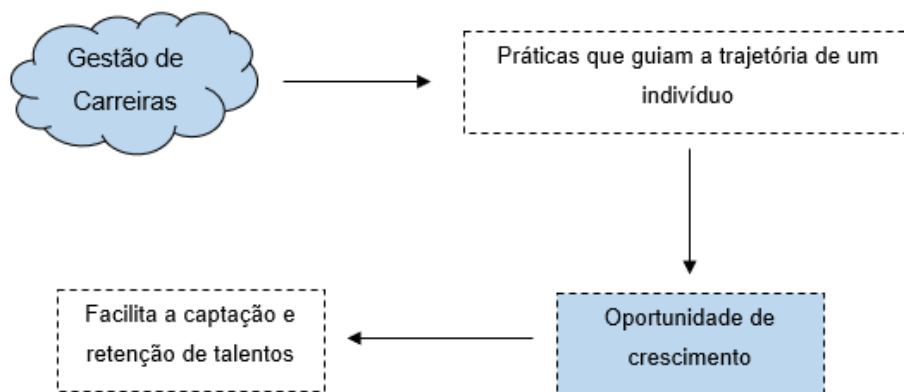 Gestão de
Carreiras
Práticas que guiam a trajetória de um
indivíduo
Oportunidade de
crescimento
Facilita a captação e
retenção de talentos